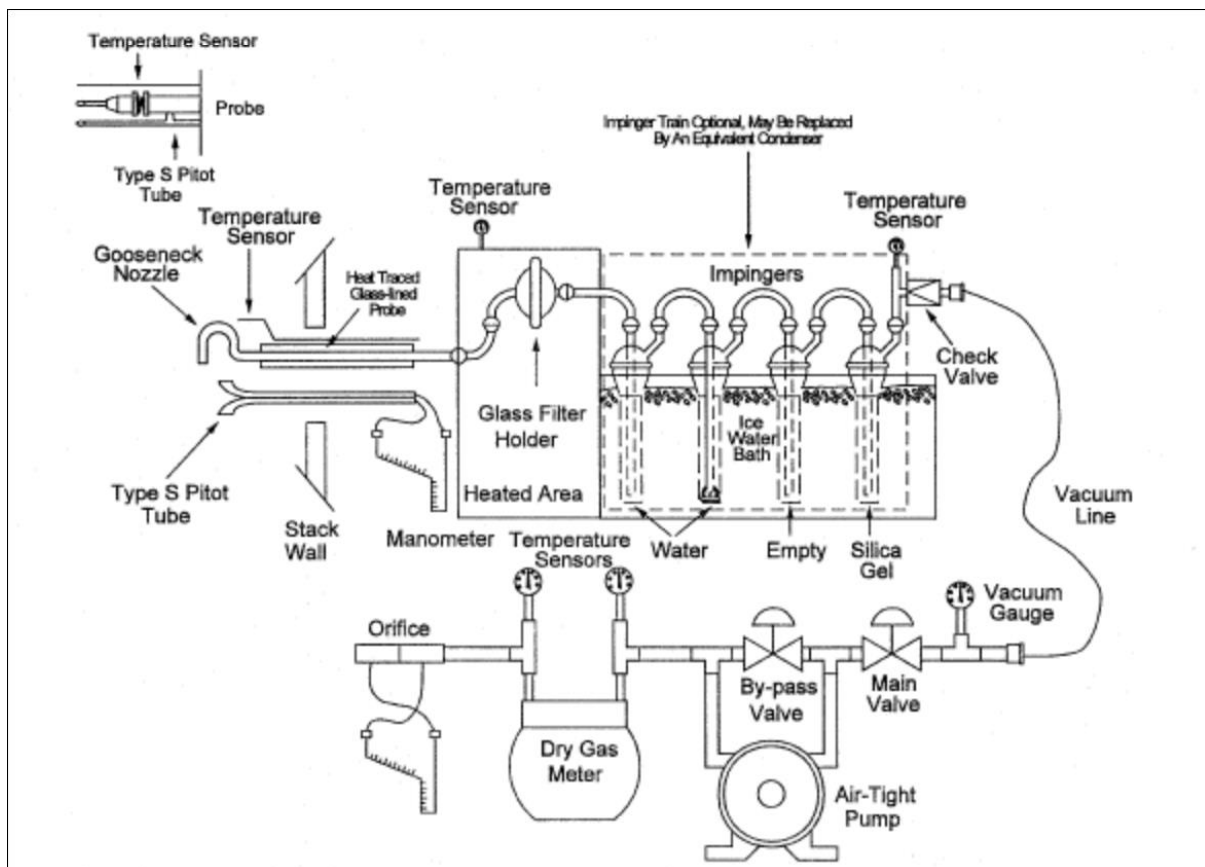 Temperature Sensor
Probe
Type S Pitot
Tube
Impinger Train Optional, May Be Replaced
By An Equivalent Condenser
Temperature
Sensor
Temperature
Sensor
Temperature
Sensor
Gooseneck
Nozzle
Heat Traced
Glass-lined
Probe
Impingers
Check
Valve
Glass Filter
Holder
Ice
Water
Bath
Type S Pitot
Tube
Heated Area
Vacuum
Line
Stack
Wall
Manometer
Water
Empty
Silica
Gel
Temperature
Sensors
Vacuum
Gauge
Orifice
By-pass
Valve
Main
Valve
Dry Gas
Meter
Air-Tight
Pump